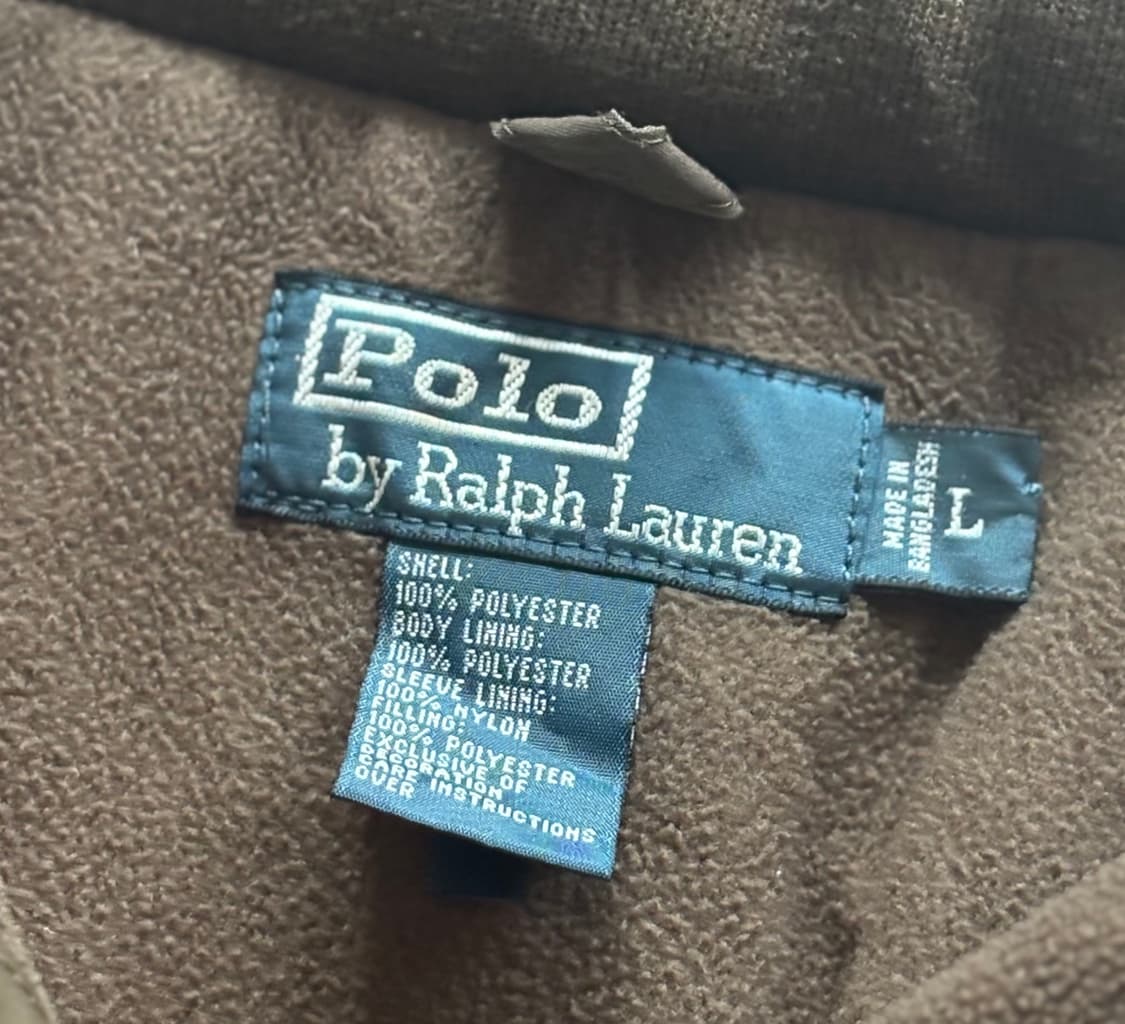 Polo
by Ralph Lauren
MADE IN
BANGLADESH
L
SHELL:
100% POLYESTER
BODY LINING:
100% POLYESTER
SLEEVE LINING:
100% NYLON
FILLING:
100% POLYESTER
EXCLUSIVE OF
DECORATION
CARE INSTRUCTIONS
OVER